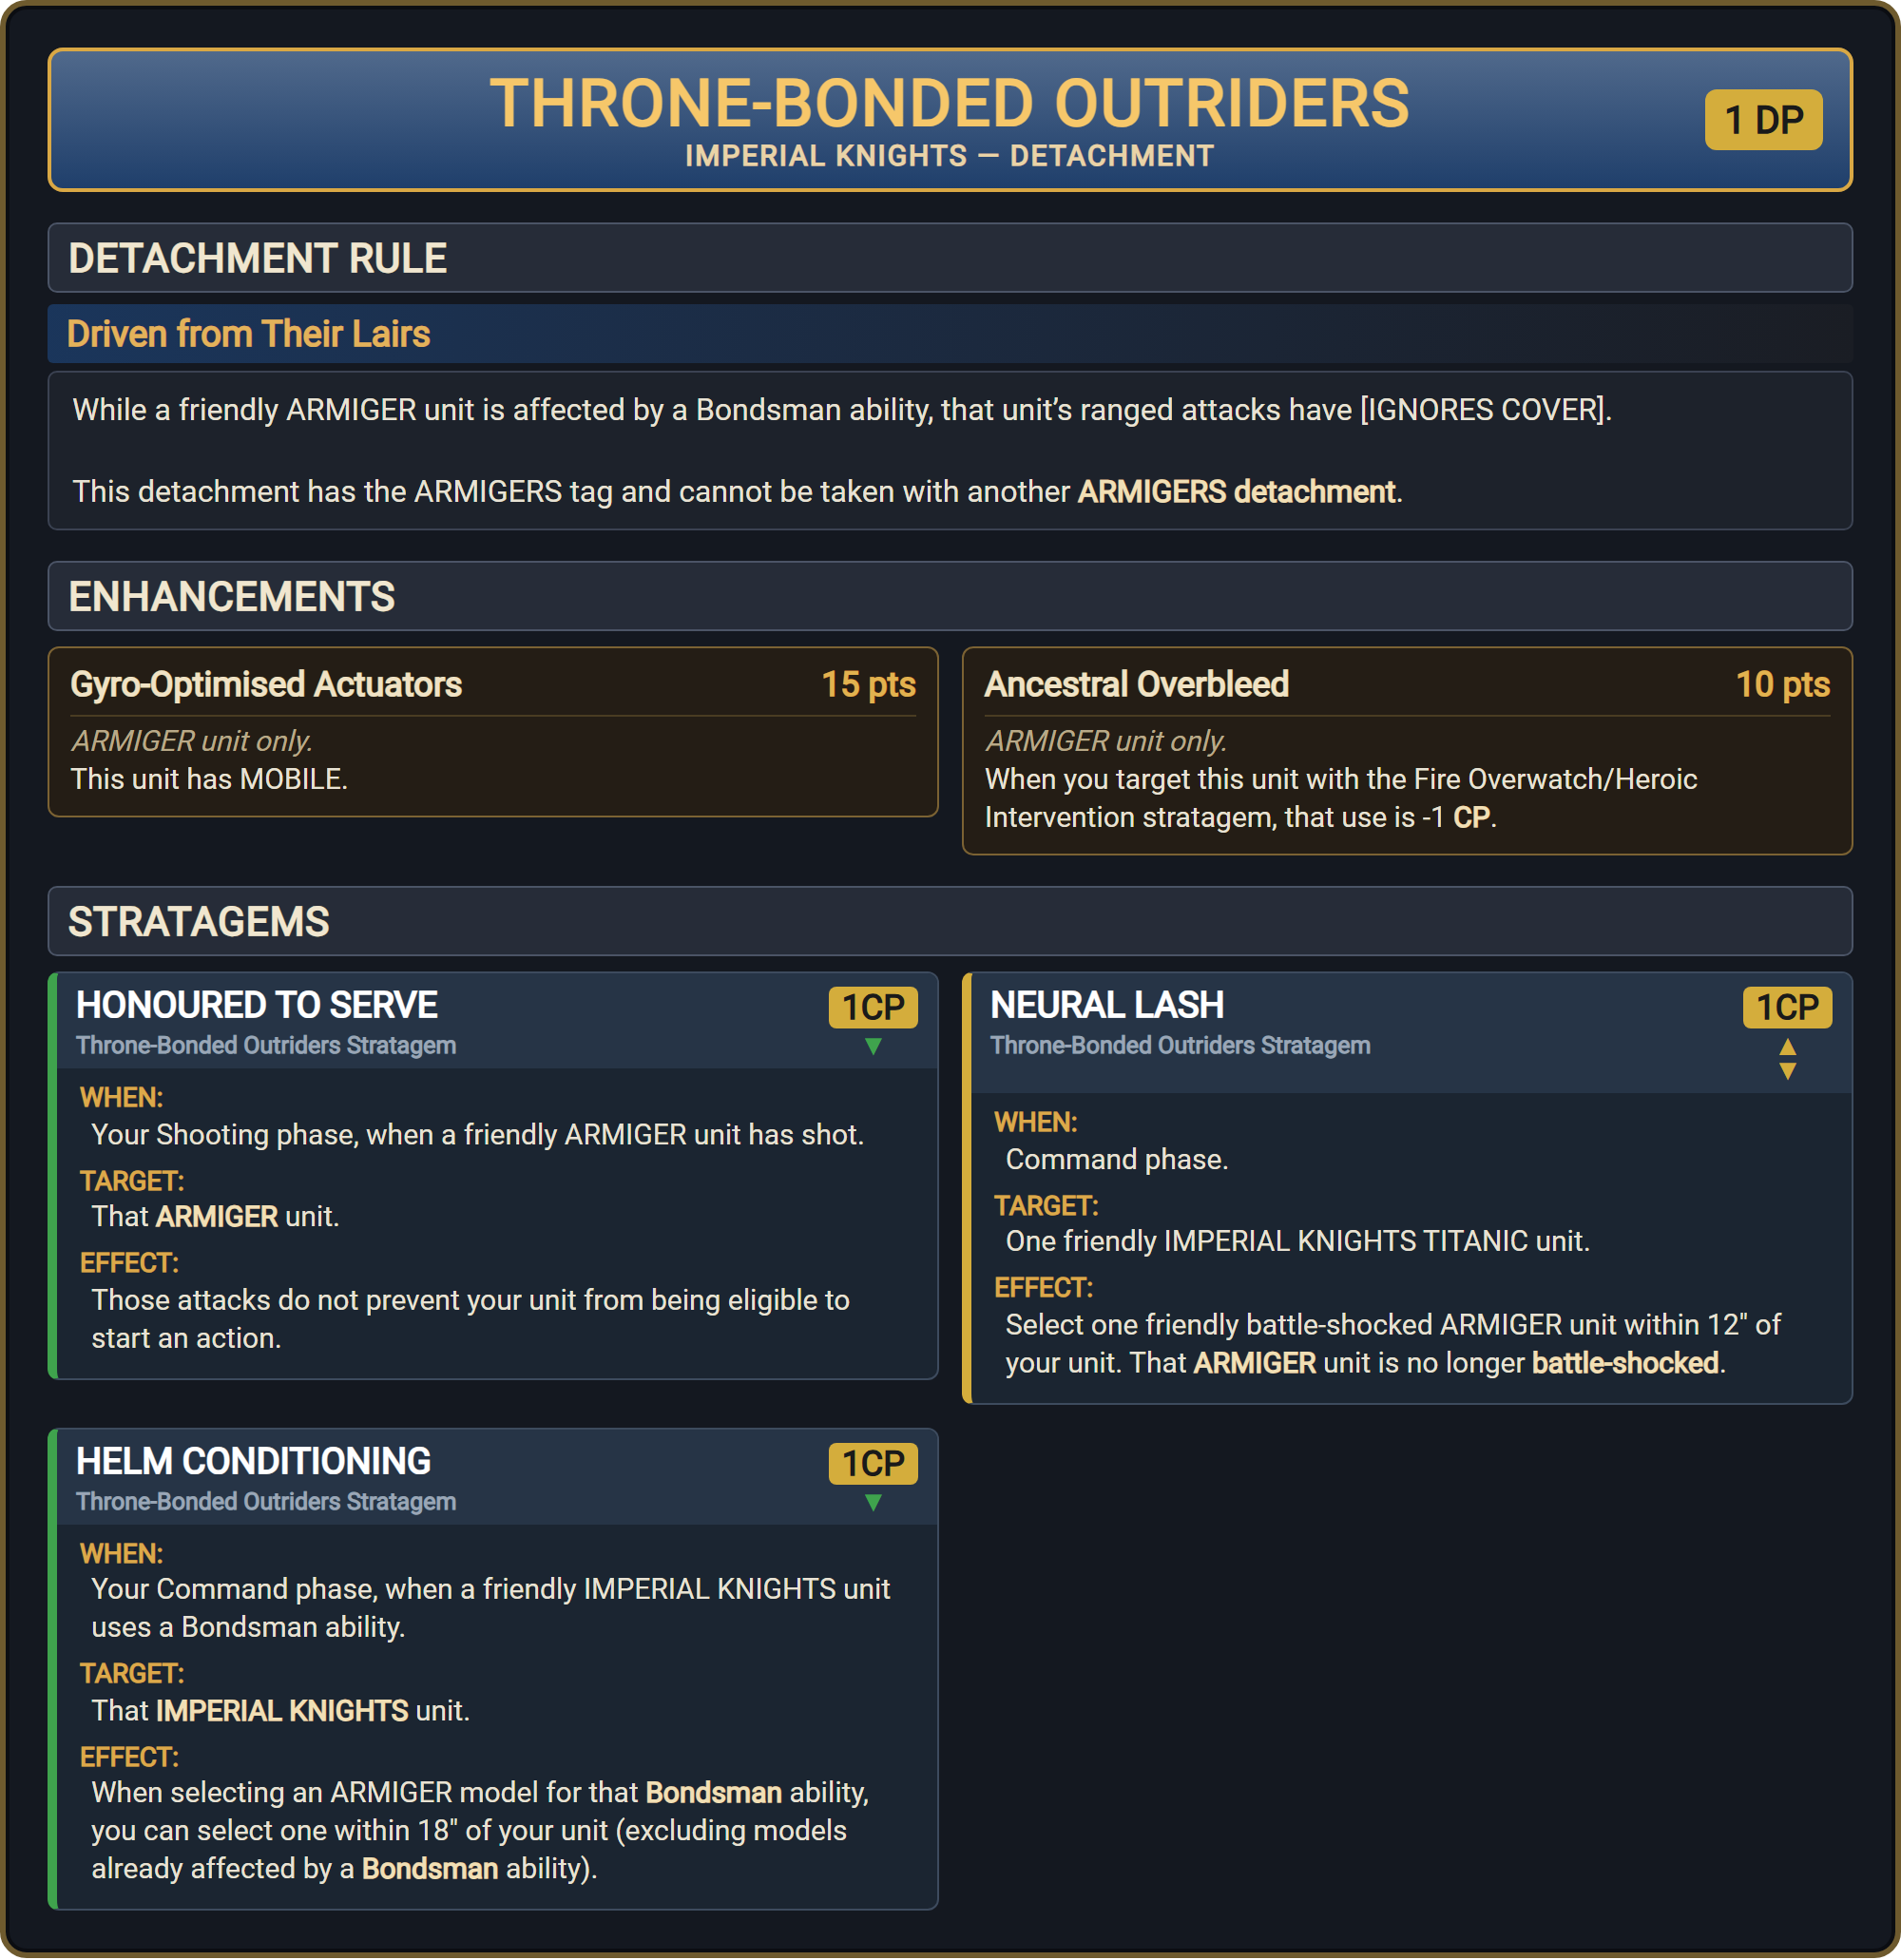 THRONE-BONDED OUTRIDERS
IMPERIAL KNIGHTS — DETACHMENT
1 DP
DETACHMENT RULE
Driven from Their Lairs
While a friendly ARMIGER unit is affected by a Bondsman ability, that unit’s ranged attacks have [IGNORES COVER].
This detachment has the ARMIGERS tag and cannot be taken with another ARMIGERS detachment.
ENHANCEMENTS
Gyro-Optimised Actuators 15 pts
ARMIGER unit only.
This unit has MOBILE.
Ancestral Overbleed 10 pts
ARMIGER unit only.
When you target this unit with the Fire Overwatch/Heroic
Intervention stratagem, that use is -1 CP.
STRATAGEMS
HONOURED TO SERVE 1CP
Throne-Bonded Outriders Stratagem ▼
WHEN:
Your Shooting phase, when a friendly ARMIGER unit has shot.
TARGET:
That ARMIGER unit.
EFFECT:
Those attacks do not prevent your unit from being eligible to
start an action.
NEURAL LASH 1CP
Throne-Bonded Outriders Stratagem ▲
▼
WHEN:
Command phase.
TARGET:
One friendly IMPERIAL KNIGHTS TITANIC unit.
EFFECT:
Select one friendly battle-shocked ARMIGER unit within 12" of
your unit. That ARMIGER unit is no longer battle-shocked.
HELM CONDITIONING 1CP
Throne-Bonded Outriders Stratagem ▼
WHEN:
Your Command phase, when a friendly IMPERIAL KNIGHTS unit
uses a Bondsman ability.
TARGET:
That IMPERIAL KNIGHTS unit.
EFFECT:
When selecting an ARMIGER model for that Bondsman ability,
you can select one within 18" of your unit (excluding models
already affected by a Bondsman ability).